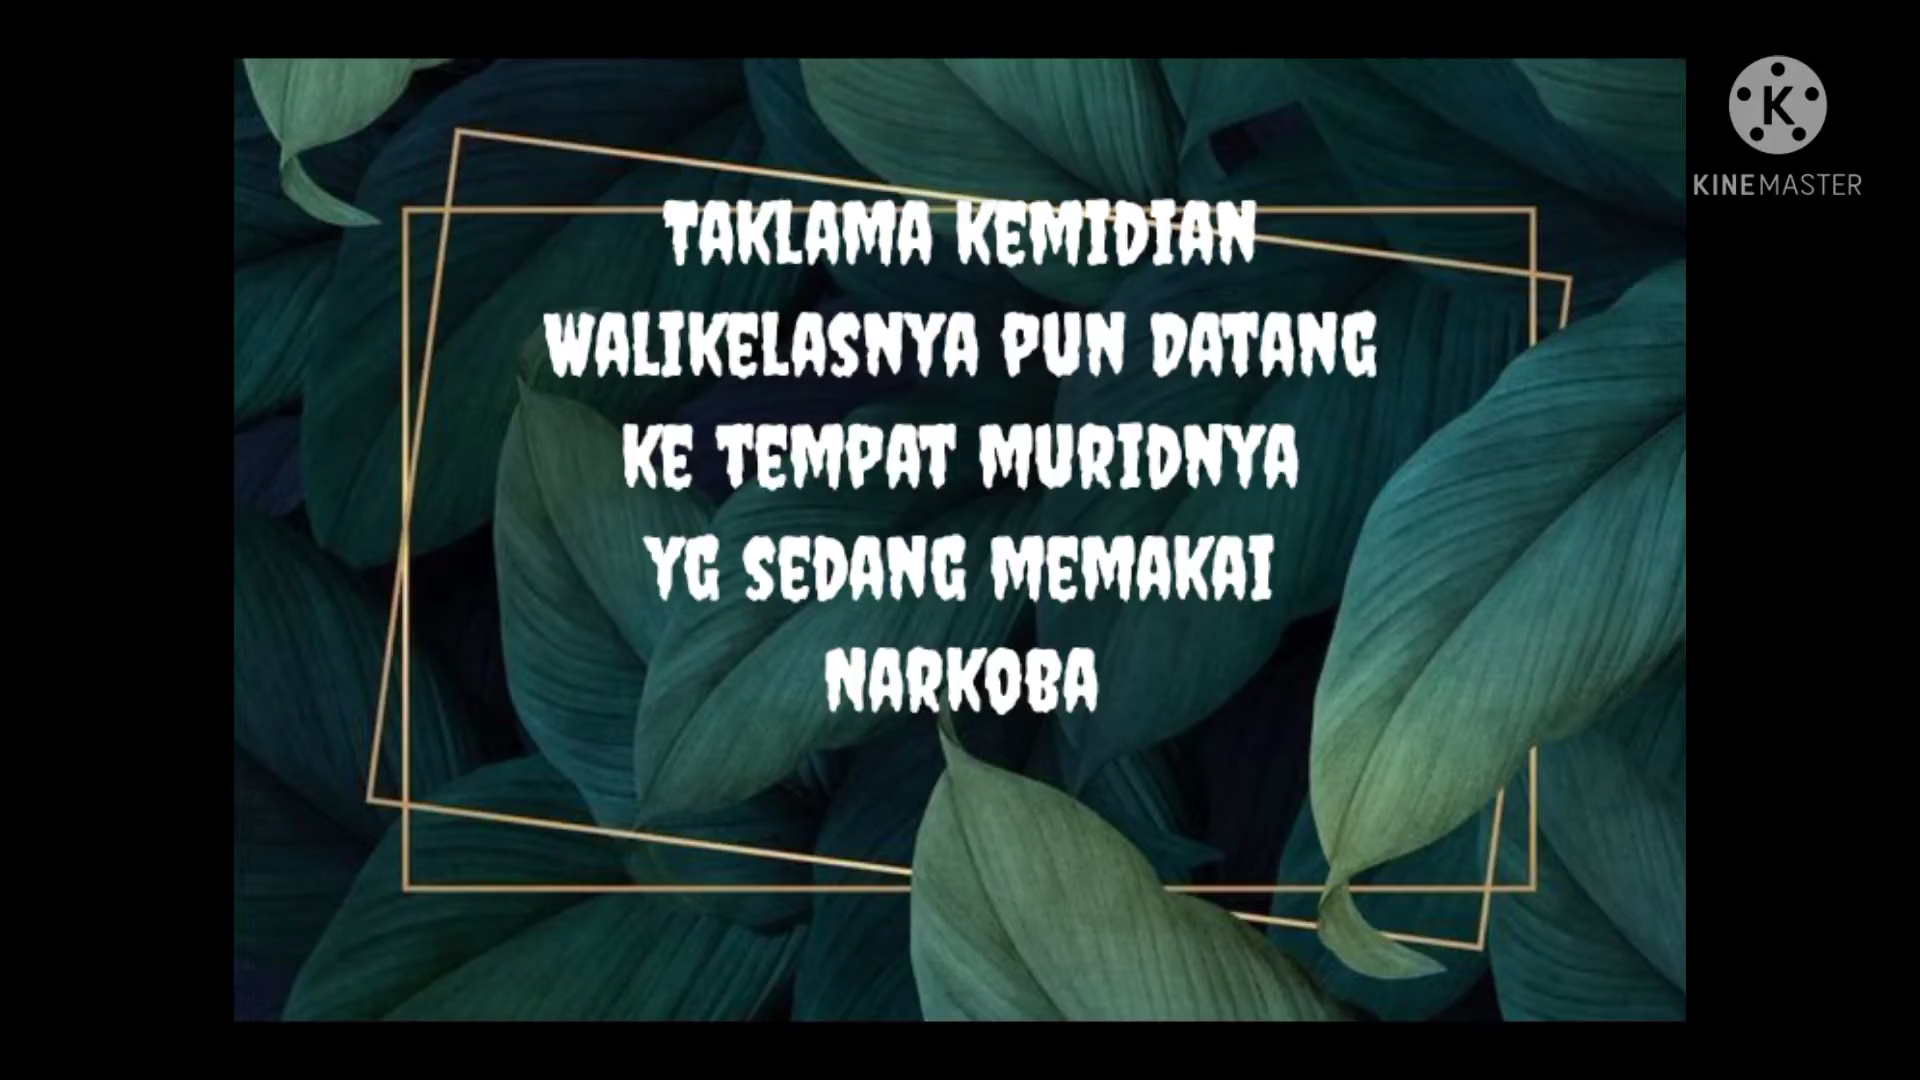 TAKLAMA KEMIDIAN
WALIKELASNYA PUN DATANG
KE TEMPAT MURIDNYA
YG SEDANG MEMAKAI
NARKOBA
K
KINEMASTER